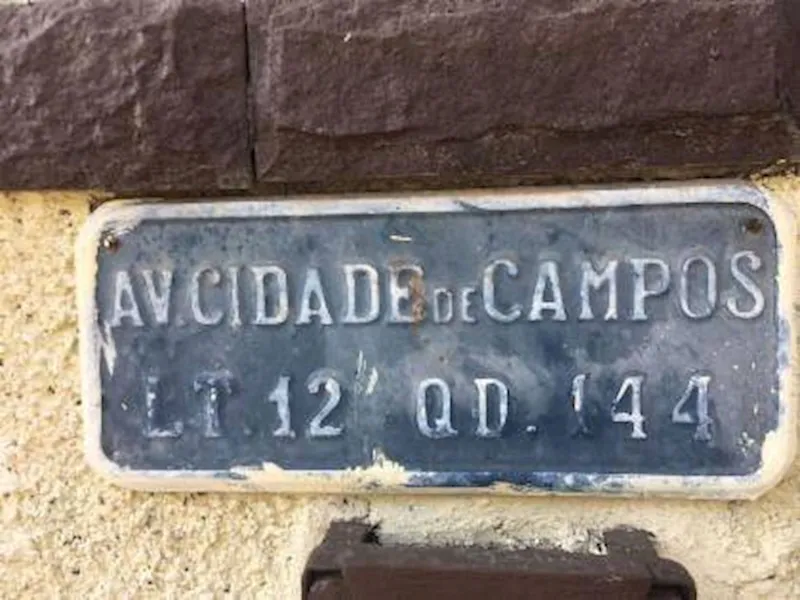 AV. CIDADE DE CAMPOS
LT. 12 QD. 144